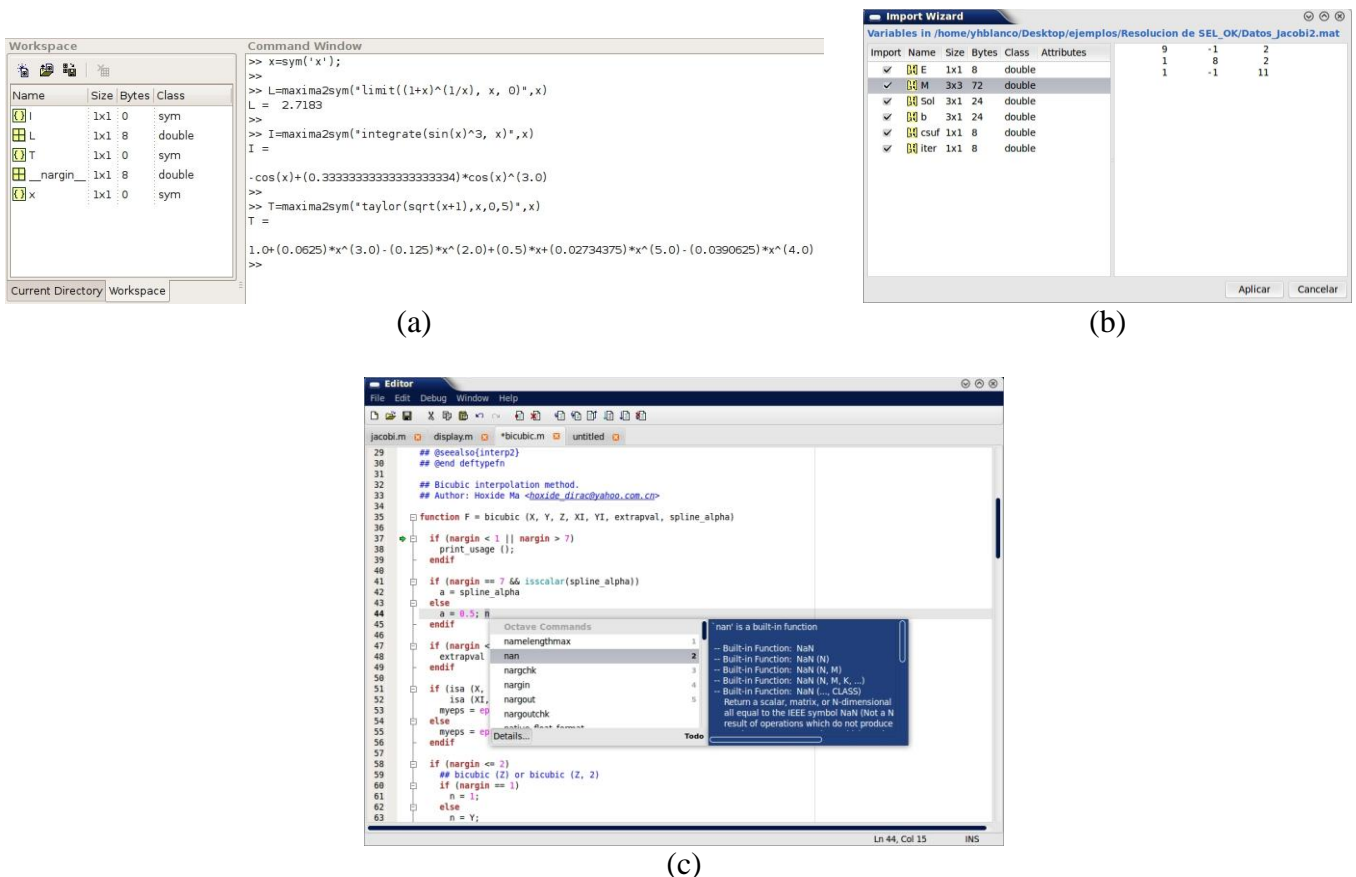 Workspace
Name Size Bytes Class
I 1x1 0 sym
L 1x1 8 double
T 1x1 0 sym
__nargin__ 1x1 8 double
x 1x1 0 sym
Current Directory Workspace
Command Window
>> x=sym('x');
>>
>> L=maxima2sym("limit((1+x)^(1/x), x, 0)",x)
L = 2.7183
>>
>> I=maxima2sym("integrate(sin(x)^3, x)",x)
I =
-cos(x)+(0.33333333333333333334)*cos(x)^(3.0)
>>
>> T=maxima2sym("taylor(sqrt(x+1),x,0,5)",x)
T =
1.0+(0.0625)*x^(3.0)-(0.125)*x^(2.0)+(0.5)*x+(0.02734375)*x^(5.0)-(0.0390625)*x^(4.0)
>>
(a)
Import Wizard
Variables in /home/yhblanco/Desktop/ejemplos/Resolucion de SEL_OK/Datos_Jacobi2.mat
Import Name Size Bytes Class Attributes
E 1x1 8 double
M 3x3 72 double
Sol 3x1 24 double
b 3x1 24 double
csuf 1x1 8 double
iter 1x1 8 double
9 -1 2
1 8 2
1 -1 11
Aplicar Cancelar
(b)
Editor
File Edit Debug Window Help
jacobi.m display.m *bicubic.m untitled
29 ## @seealso{interp2}
30 ## @end deftypefn
31
32 ## Bicubic interpolation method.
33 ## Author: Hoxide Ma <hoxide_dirac@yahoo.com.cn>
34
35 function F = bicubic (X, Y, Z, XI, YI, extrapval, spline_alpha)
36
37 if (nargin < 1 || nargin > 7)
38 print_usage ();
39 endif
40
41 if (nargin == 7 && isscalar(spline_alpha))
42 a = spline_alpha
43 else
44 a = 0.5; n
45 endif
46
47 if (nargin <
48 extrapval
49 endif
50
51 if (isa (X,
52 isa (XI,
53 myeps = ep
54 else
55 myeps = ep
56 endif
57
58 if (nargin <= 2)
59 ## bicubic (Z) or bicubic (Z, 2)
60 if (nargin == 1)
61 n = 1;
62 else
63 n = Y;
Octave Commands
namelengthmax 1
nan 2
nargchk 3
nargin 4
nargout 5
nargoutchk
Details... Todo
`nan' is a built-in function
-- Built-in Function: NaN
-- Built-in Function: NaN (N)
-- Built-in Function: NaN (N, M)
-- Built-in Function: NaN (N, M, K, ...)
-- Built-in Function: NaN (..., CLASS)
Return a scalar, matrix, or N-dimensional
all equal to the IEEE symbol NaN (Not a N
result of operations which do not produce
Ln 44, Col 15 INS
(c)